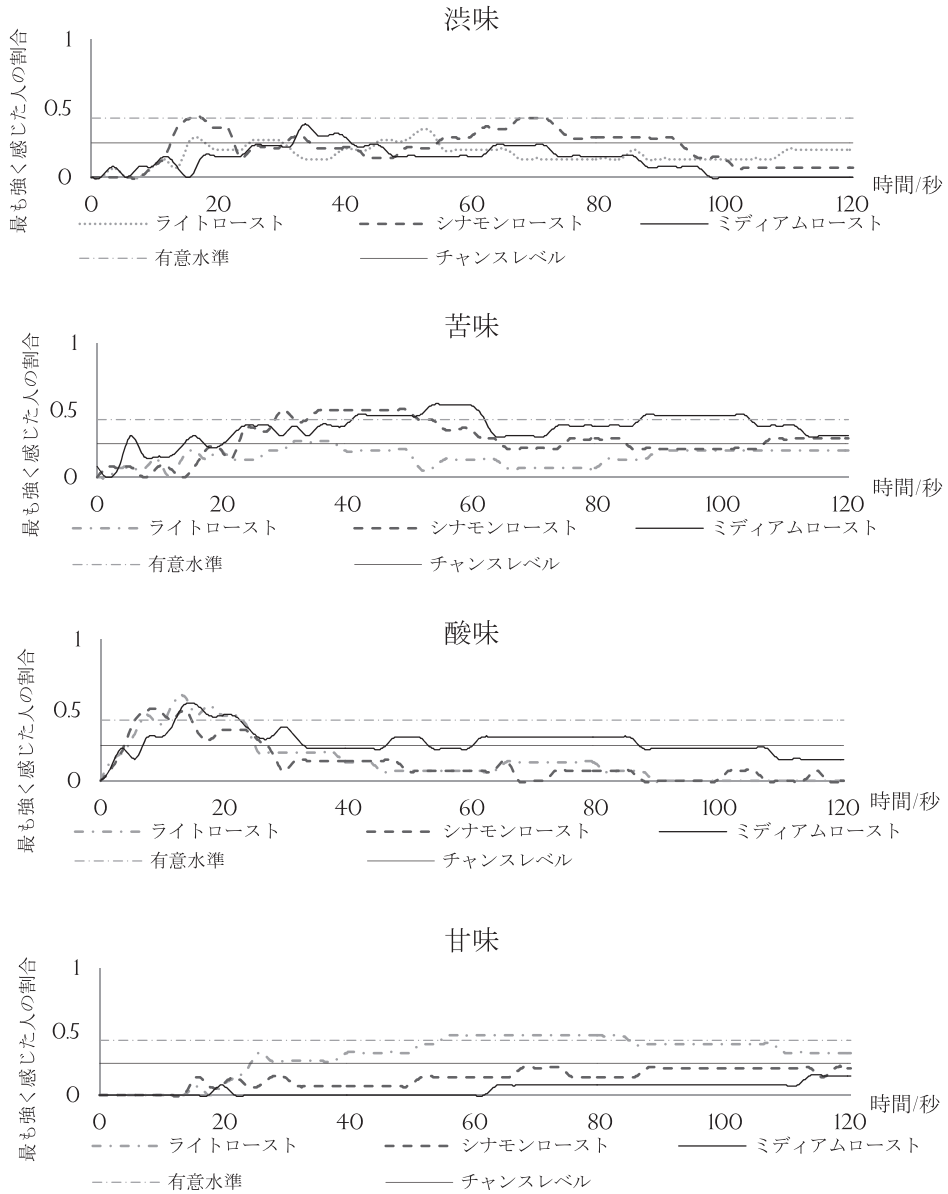 渋味
最も強く感じた人の割合
1
0.5
0
0 20 40 60 80 100 120
時間/秒
ライトロースト シナモンロースト ミディアムロースト
有意水準 チャンスレベル
苦味
最も強く感じた人の割合
1
0.5
0
0 20 40 60 80 100 120
時間/秒
ライトロースト シナモンロースト ミディアムロースト
有意水準 チャンスレベル
酸味
最も強く感じた人の割合
1
0.5
0
0 20 40 60 80 100 120
時間/秒
ライトロースト シナモンロースト ミディアムロースト
有意水準 チャンスレベル
甘味
最も強く感じた人の割合
1
0.5
0
0 20 40 60 80 100 120
時間/秒
ライトロースト シナモンロースト ミディアムロースト
有意水準 チャンスレベル